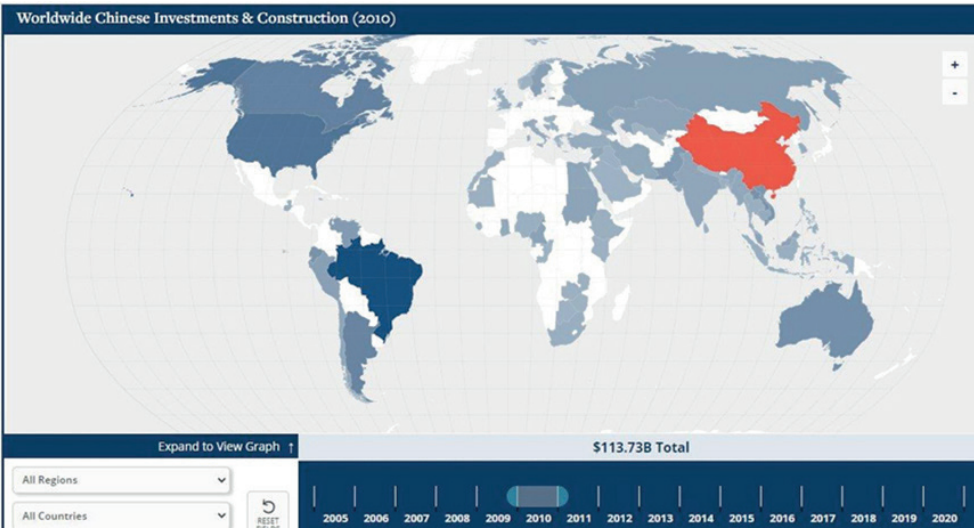 Worldwide Chinese Investments & Construction (2010)
+
-
Expand to View Graph ↑
$113.73B Total
All Regions
All Countries
RESET
2005 2006 2007 2008 2009 2010 2011 2012 2013 2014 2015 2016 2017 2018 2019 2020